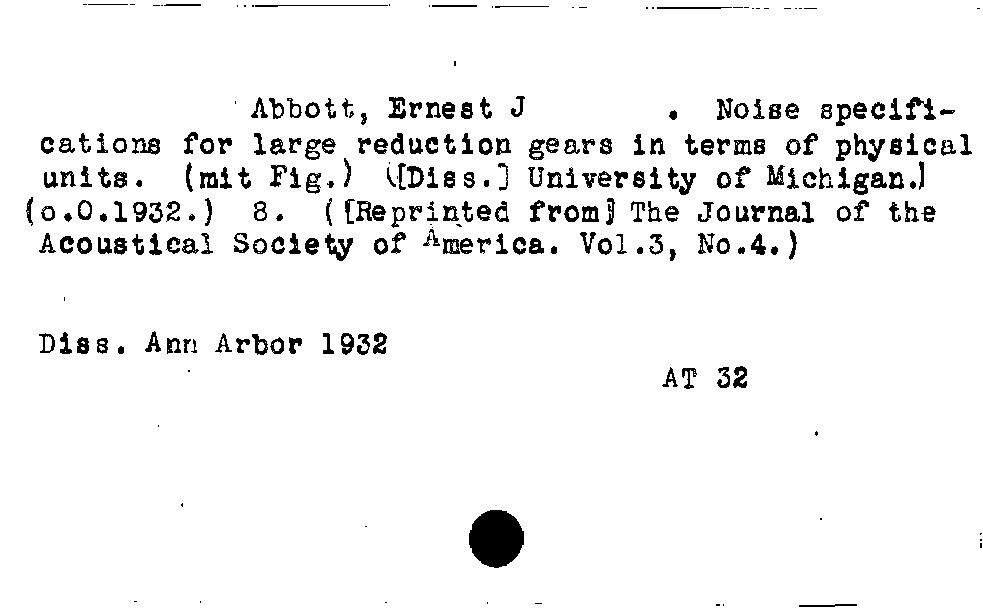 Abbott, Ernest J . Noise specifi-
cations for large reduction gears in terms of physical
units. (mit Fig.) ([Diss.] University of Michigan.)
(o.O.1932.) 8. ([Reprinted from] The Journal of the
Acoustical Society of America. Vol.3, No.4.)
Diss. Ann Arbor 1932
AT 32